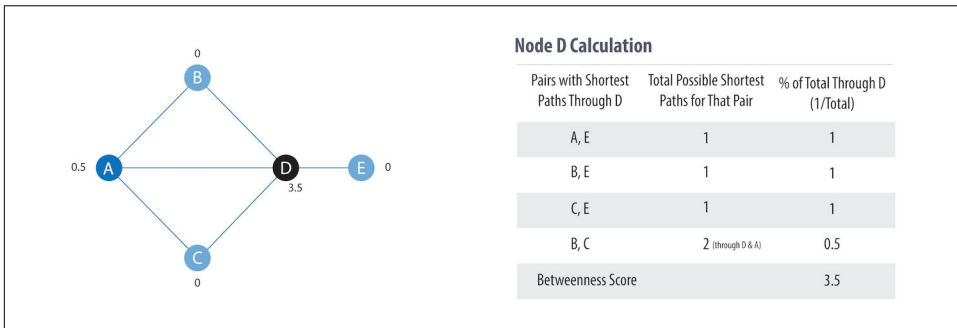 0
B
0.5 A D E 0
3.5
C
0
Node D Calculation
Pairs with Shortest Total Possible Shortest % of Total Through D
Paths Through D Paths for That Pair (1/Total)
A, E 1 1
B, E 1 1
C, E 1 1
B, C 2 (through D & A) 0.5
Betweenness Score 3.5